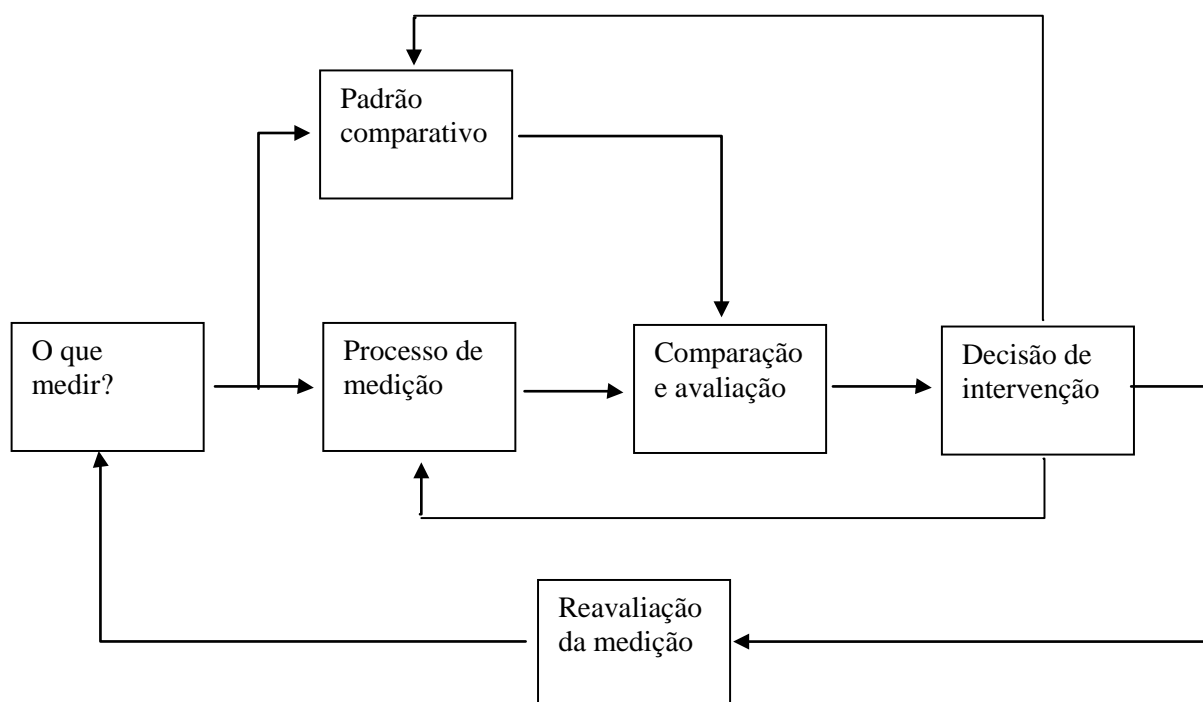 Padrão
comparativo
O que
medir?
Processo de
medição
Comparação
e avaliação
Decisão de
intervenção
Reavaliação
da medição